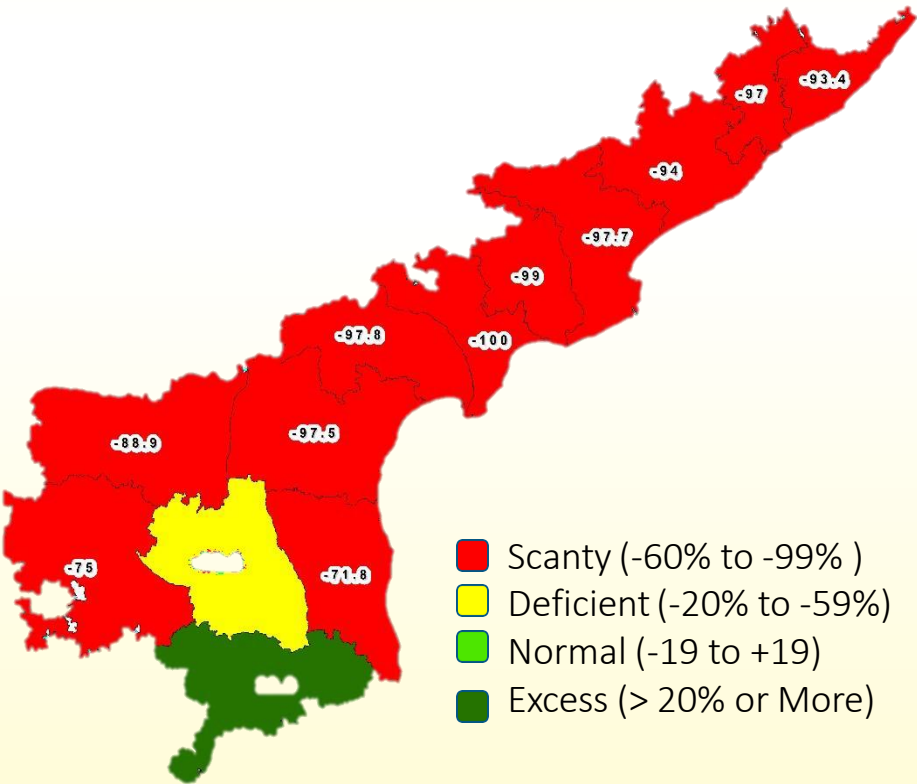 -93.4
-97
-94
-97.7
-99
-97.8
-100
-97.5
-88.9
-75
-71.8
Scanty (-60% to -99% )
Deficient (-20% to -59%)
Normal (-19 to +19)
Excess (> 20% or More)